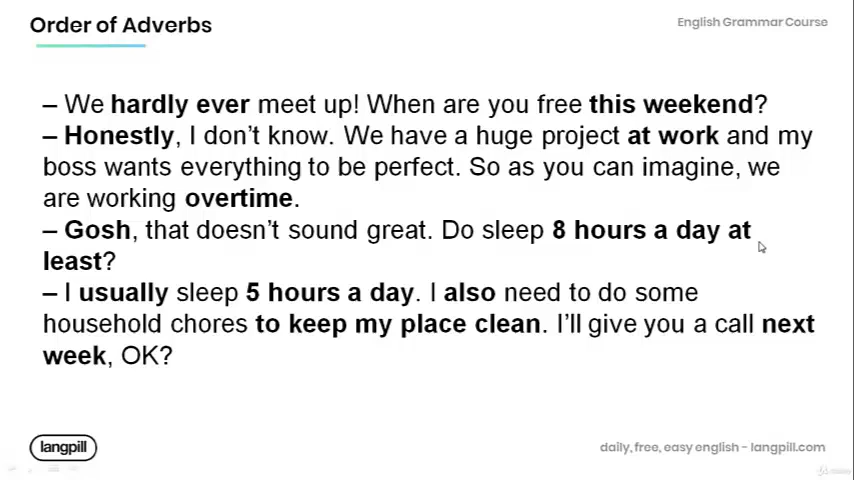 Order of Adverbs
English Grammar Course
– We hardly ever meet up! When are you free this weekend?
– Honestly, I don't know. We have a huge project at work and my
boss wants everything to be perfect. So as you can imagine, we
are working overtime.
– Gosh, that doesn't sound great. Do sleep 8 hours a day at
least?
– I usually sleep 5 hours a day. I also need to do some
household chores to keep my place clean. I'll give you a call next
week, OK?
langpill
daily, free, easy english - langpill.com